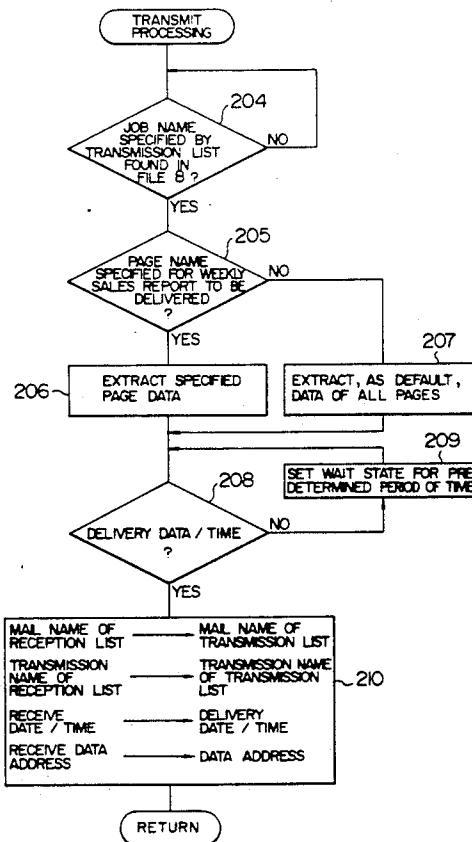 TRANSMIT
PROCESSING
204
JOB NAME
SPECIFIED BY
TRANSMISSION LIST
FOUND IN
FILE 8 ?
NO
YES
205
PAGE NAME
SPECIFIED FOR WEEKLY
SALES REPORT TO BE
DELIVERED
?
NO
YES
207
206
EXTRACT SPECIFIED
PAGE DATA
EXTRACT, AS DEFAULT,
DATA OF ALL PAGES
209
SET WAIT STATE FOR PRE
DETERMINED PERIOD OF TIME
208
DELIVERY DATA / TIME
?
NO
YES
MAIL NAME OF
RECEPTION LIST
MAIL NAME OF
TRANSMISSION LIST
TRANSMISSION
NAME OF
RECEPTION LIST
TRANSMISSION NAME
OF TRANSMISSION
LIST
210
RECEIVE
DATE / TIME
DELIVERY
DATE / TIME
RECEIVE DATA
ADDRESS
DATA ADDRESS
RETURN